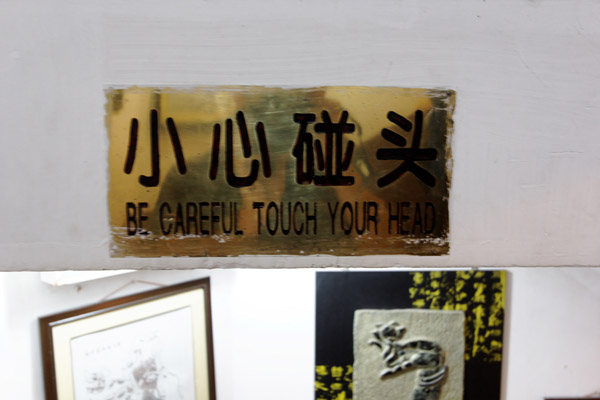 小心碰头
BE CAREFUL TOUCH YOUR HEAD